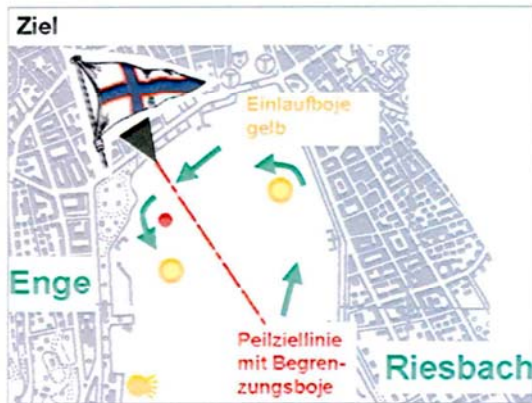 Ziel
Einlaufboje
gelb
Enge
Peilziellinie
mit Begren-
zungsboje
Riesbach